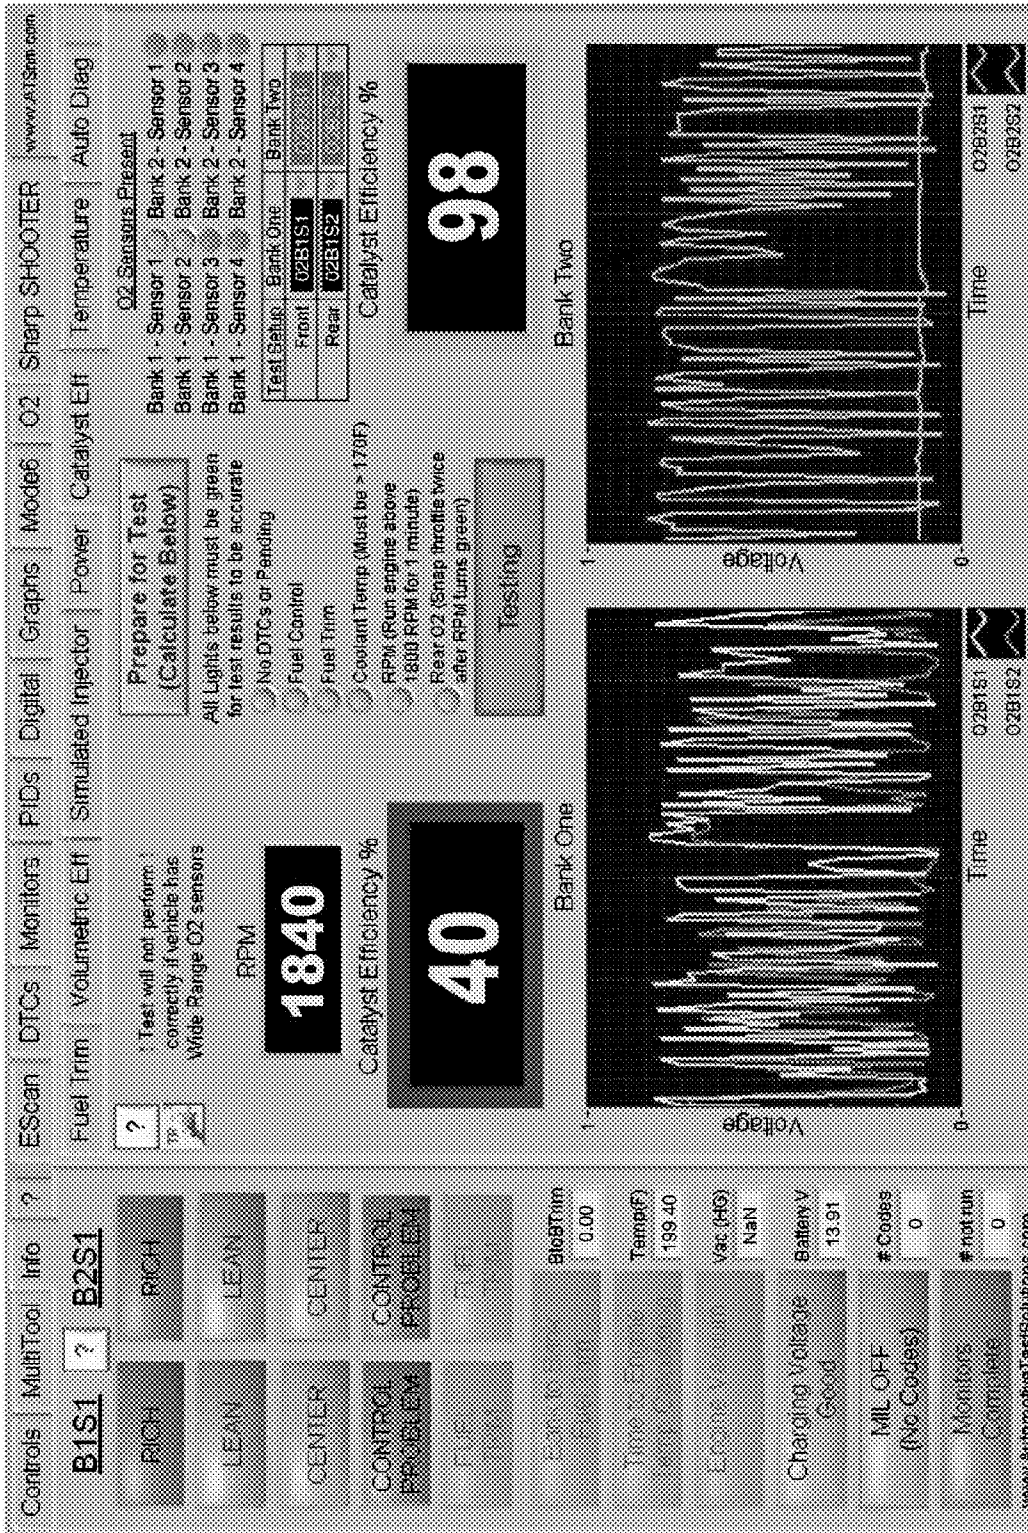 Controls MultiTool Info ? EScan DTCs Monitors PIDs Digital Graphs Mode6 O2 Sharp SHOOTER www.ATSnm.com
Fuel Trim Volumetric Eff Simulated Injector Power Catalyst Eff Temperature Auto Diag
B1S1 ? B2S1
RICH RICH
LEAN LEAN
CENTER CENTER
CONTROL PROBLEM CONTROL PROBLEM
BloBTrim
0.00
Temp(F)
199.40
Vac (HG)
NaN
Charging Voltage
Good
Battery V
13.91
MIL OFF
(No Codes)
# Codes
0
Monitors
Complete
# not run
0
www.AutomotiveTestSolutions.com
?
TP
* Test will not perform *
correctly if vehicle has
Wide Range O2 sensors
RPM
1840
Catalyst Efficiency %
40
Prepare for Test
(Calculate Below)
All Lights below must be green
for test results to be accurate
No DTCs or Pending
Fuel Control
Fuel Trim
Coolant Temp (Must be > 170F)
RPM (Run engine above
1800 RPM for 1 minute)
Rear O2 (Snap throttle twice
after RPM turns green)
Testing
O2 Sensors Present
Bank 1 - Sensor 1 Bank 2 - Sensor 1
Bank 1 - Sensor 2 Bank 2 - Sensor 2
Bank 1 - Sensor 3 Bank 2 - Sensor 3
Bank 1 - Sensor 4 Bank 2 - Sensor 4
Test Setup Bank One Bank Two
Front O2B1S1
Rear O2B1S2
Catalyst Efficiency %
98
Bank One
1
Voltage
0
Time
O2B1S1
O2B1S2
Bank Two
1
Voltage
0
Time
O2B2S1
O2B2S2